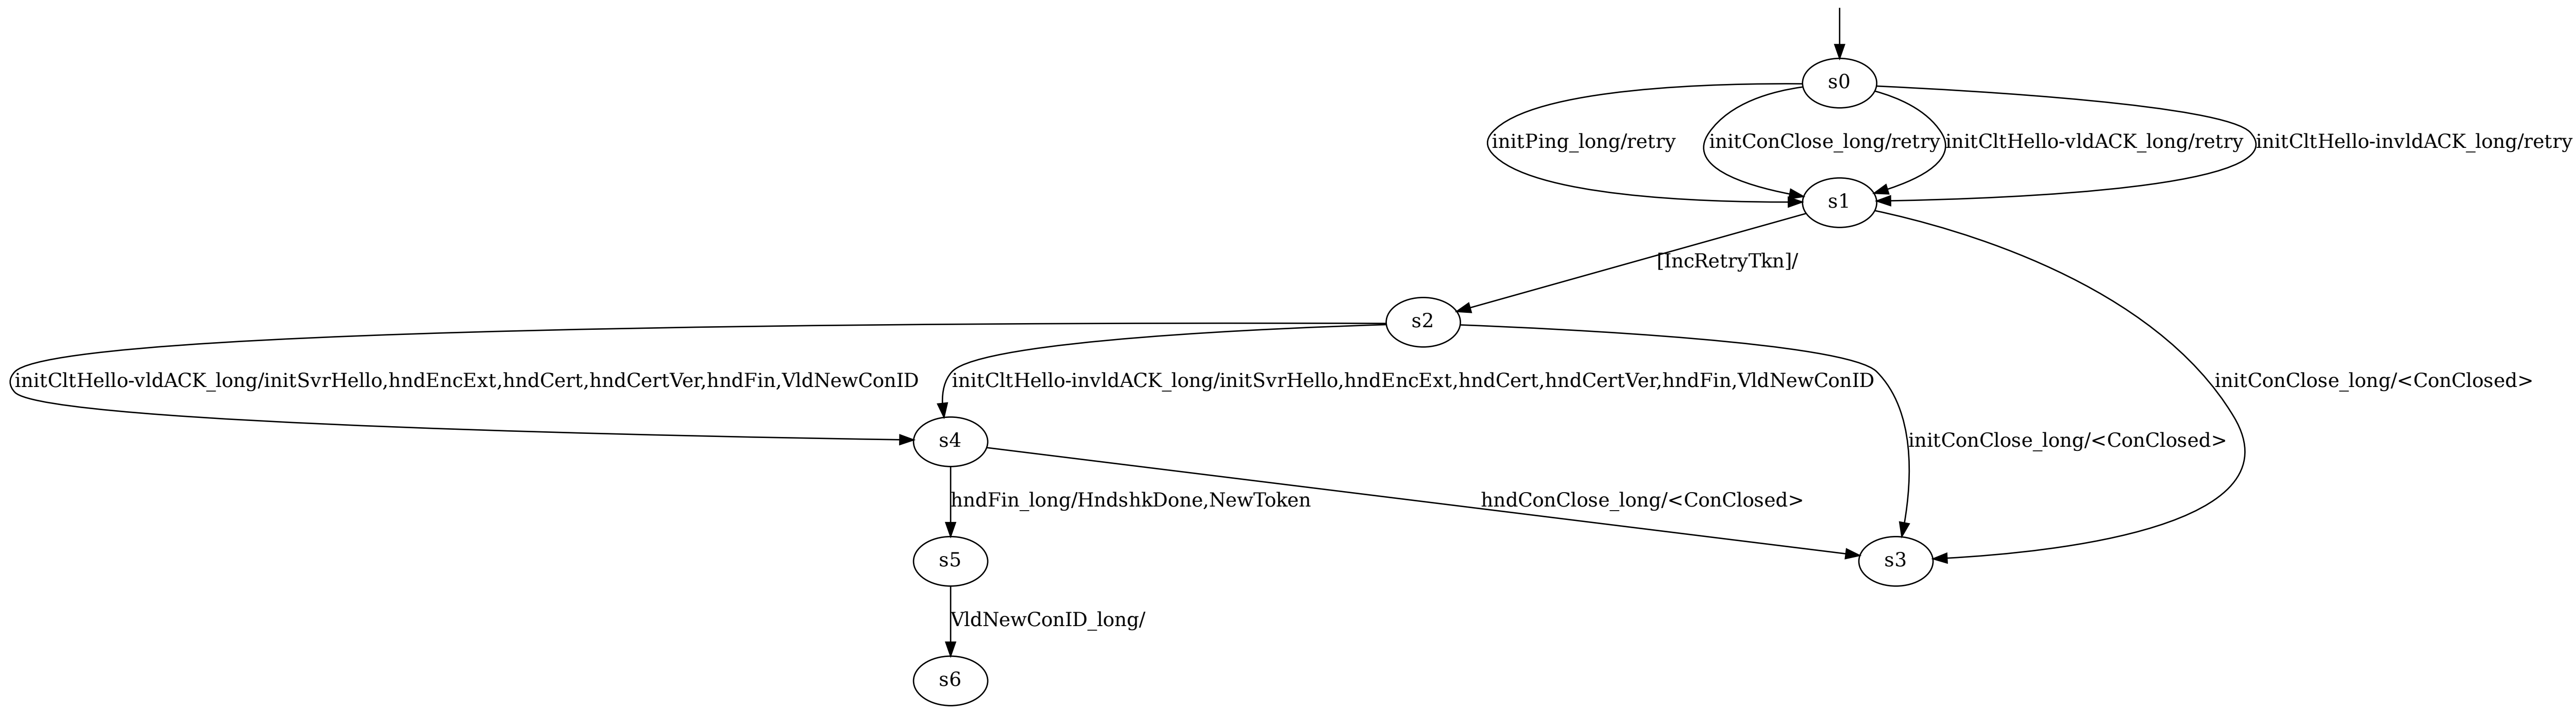 s0
initPing_long/retry
initConClose_long/retry
initCltHello-vldACK_long/retry
initCltHello-invldACK_long/retry
s1
[IncRetryTkn]/
s2
initCltHello-vldACK_long/initSvrHello,hndEncExt,hndCert,hndCertVer,hndFin,VldNewConID
initCltHello-invldACK_long/initSvrHello,hndEncExt,hndCert,hndCertVer,hndFin,VldNewConID
initConClose_long/<ConClosed>
s4
initConClose_long/<ConClosed>
hndFin_long/HndshkDone,NewToken
hndConClose_long/<ConClosed>
s5
s3
VldNewConID_long/
s6